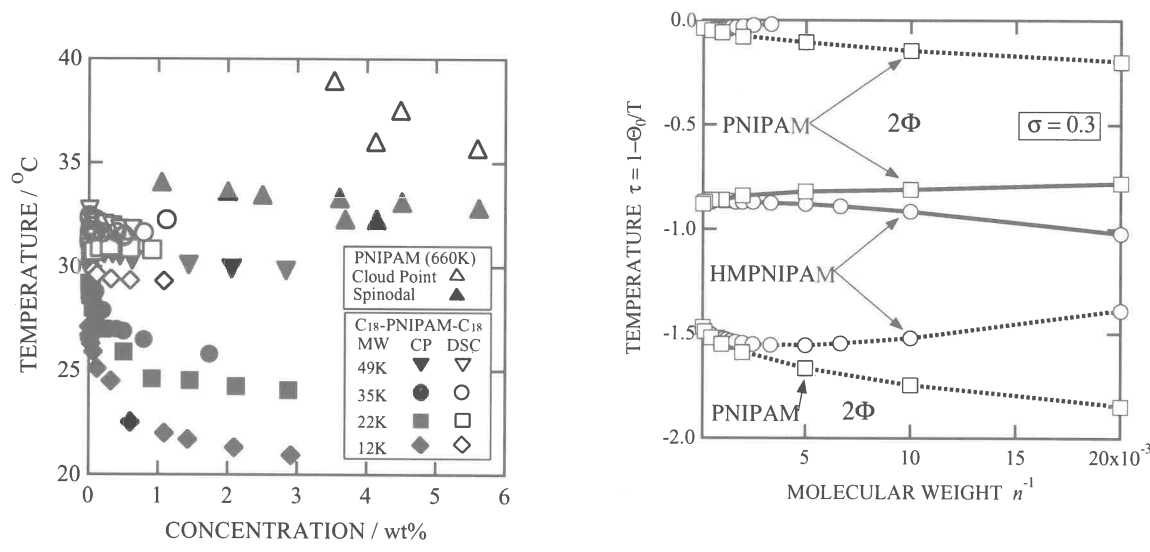 40
35
30
25
20
TEMPERATURE / °C
0
1
2
3
4
5
6
CONCENTRATION / wt%
PNIPAM (660K)
Cloud Point
Spinodal
C18-PNIPAM-C18
MW CP DSC
49K
35K
22K
12K
0.0
-0.5
-1.0
-1.5
-2.0
TEMPERATURE τ = 1-Θ0/T
PNIPAM
2Φ
σ = 0.3
HMPNIPAM
PNIPAM
2Φ
5
10
20x10-3
MOLECULAR WEIGHT n-1